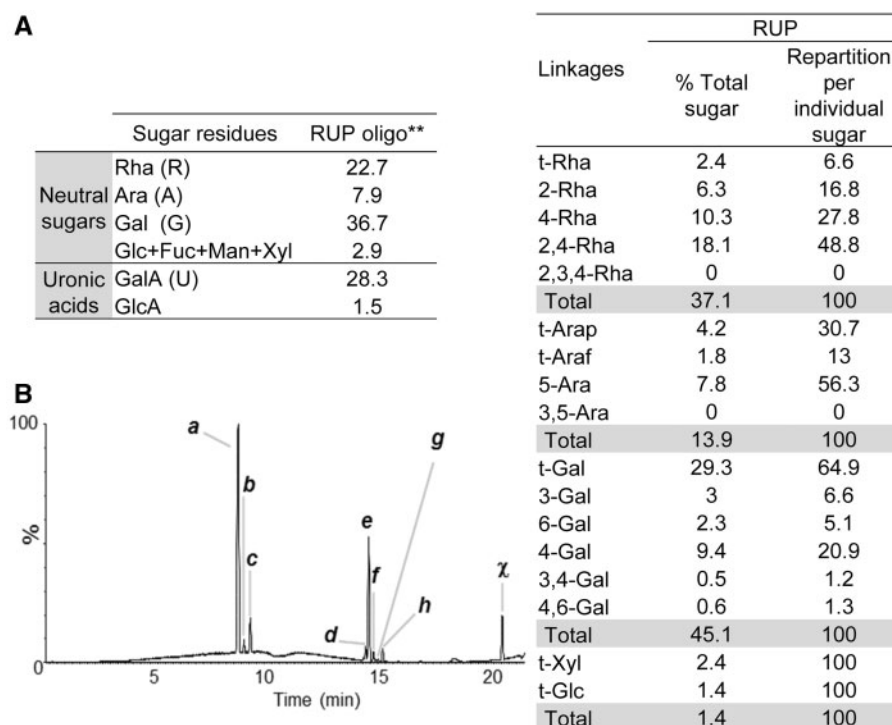 A
Sugar residues RUP oligo**
Neutral sugars
Rha (R) 22.7
Ara (A) 7.9
Gal (G) 36.7
Glc+Fuc+Man+Xyl 2.9
Uronic acids
GalA (U) 28.3
GlcA 1.5
B
100
%
0
a
b
c
d
e
f
g
h
χ
5 10 15 20
Time (min)
RUP
Linkages
% Total sugar
Repartition per individual sugar
t-Rha 2.4 6.6
2-Rha 6.3 16.8
4-Rha 10.3 27.8
2,4-Rha 18.1 48.8
2,3,4-Rha 0 0
Total 37.1 100
t-Arap 4.2 30.7
t-Araf 1.8 13
5-Ara 7.8 56.3
3,5-Ara 0 0
Total 13.9 100
t-Gal 29.3 64.9
3-Gal 3 6.6
6-Gal 2.3 5.1
4-Gal 9.4 20.9
3,4-Gal 0.5 1.2
4,6-Gal 0.6 1.3
Total 45.1 100
t-Xyl 2.4 100
t-Glc 1.4 100
Total 1.4 100